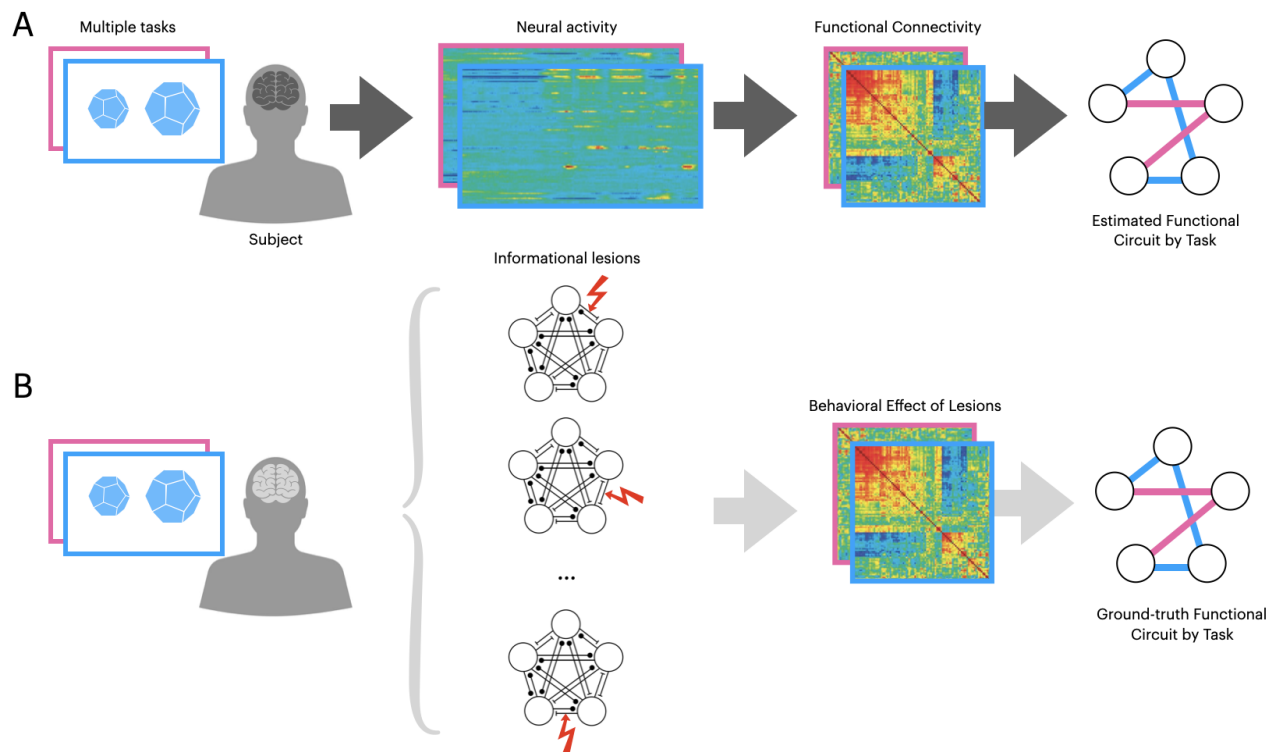 A
Multiple tasks
Neural activity
Functional Connectivity
Subject
Estimated Functional
Circuit by Task
Informational lesions
B
Behavioral Effect of Lesions
...
Ground-truth Functional
Circuit by Task